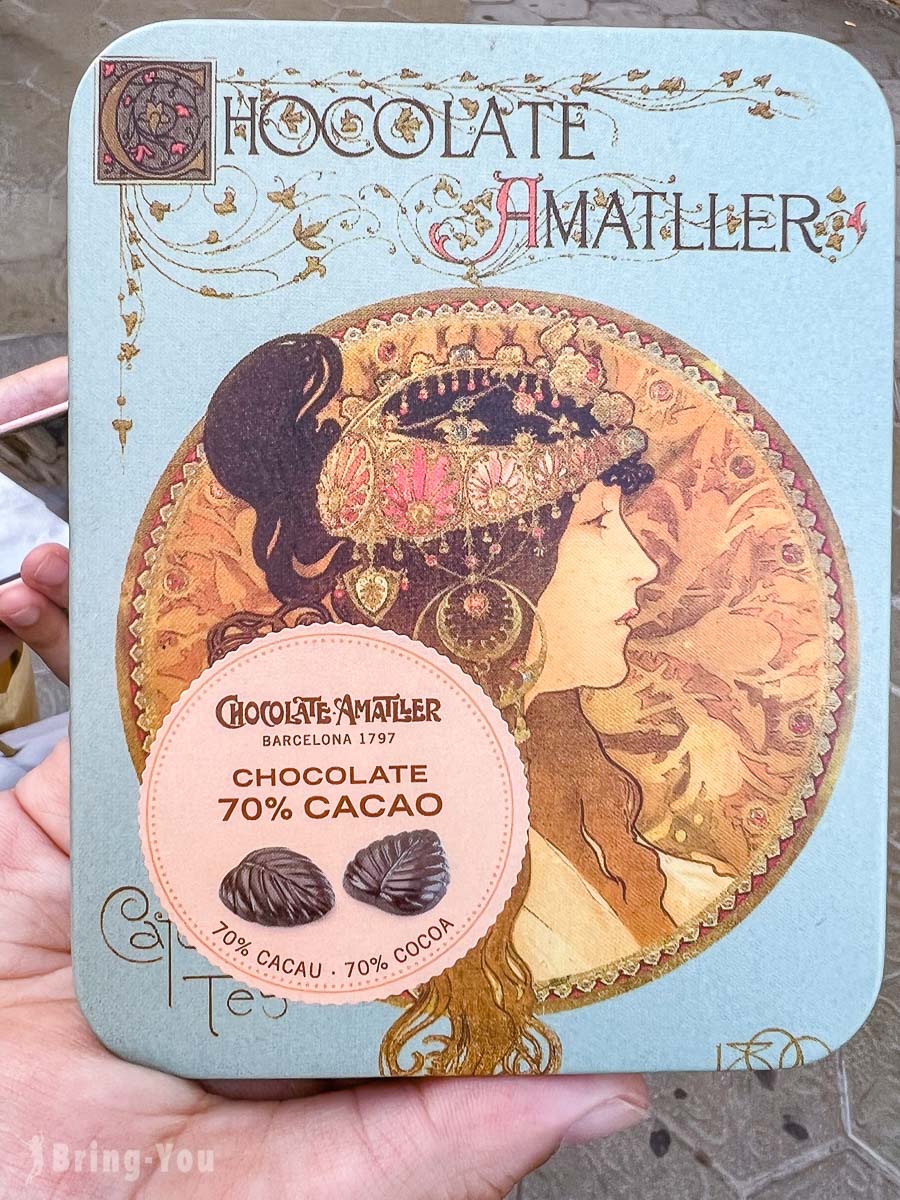 CHOCOLATE
AMATLLER
CHOCOLATE AMATLLER
BARCELONA 1797
CHOCOLATE
70% CACAO
70% CACAU · 70% COCOA
Bring-You